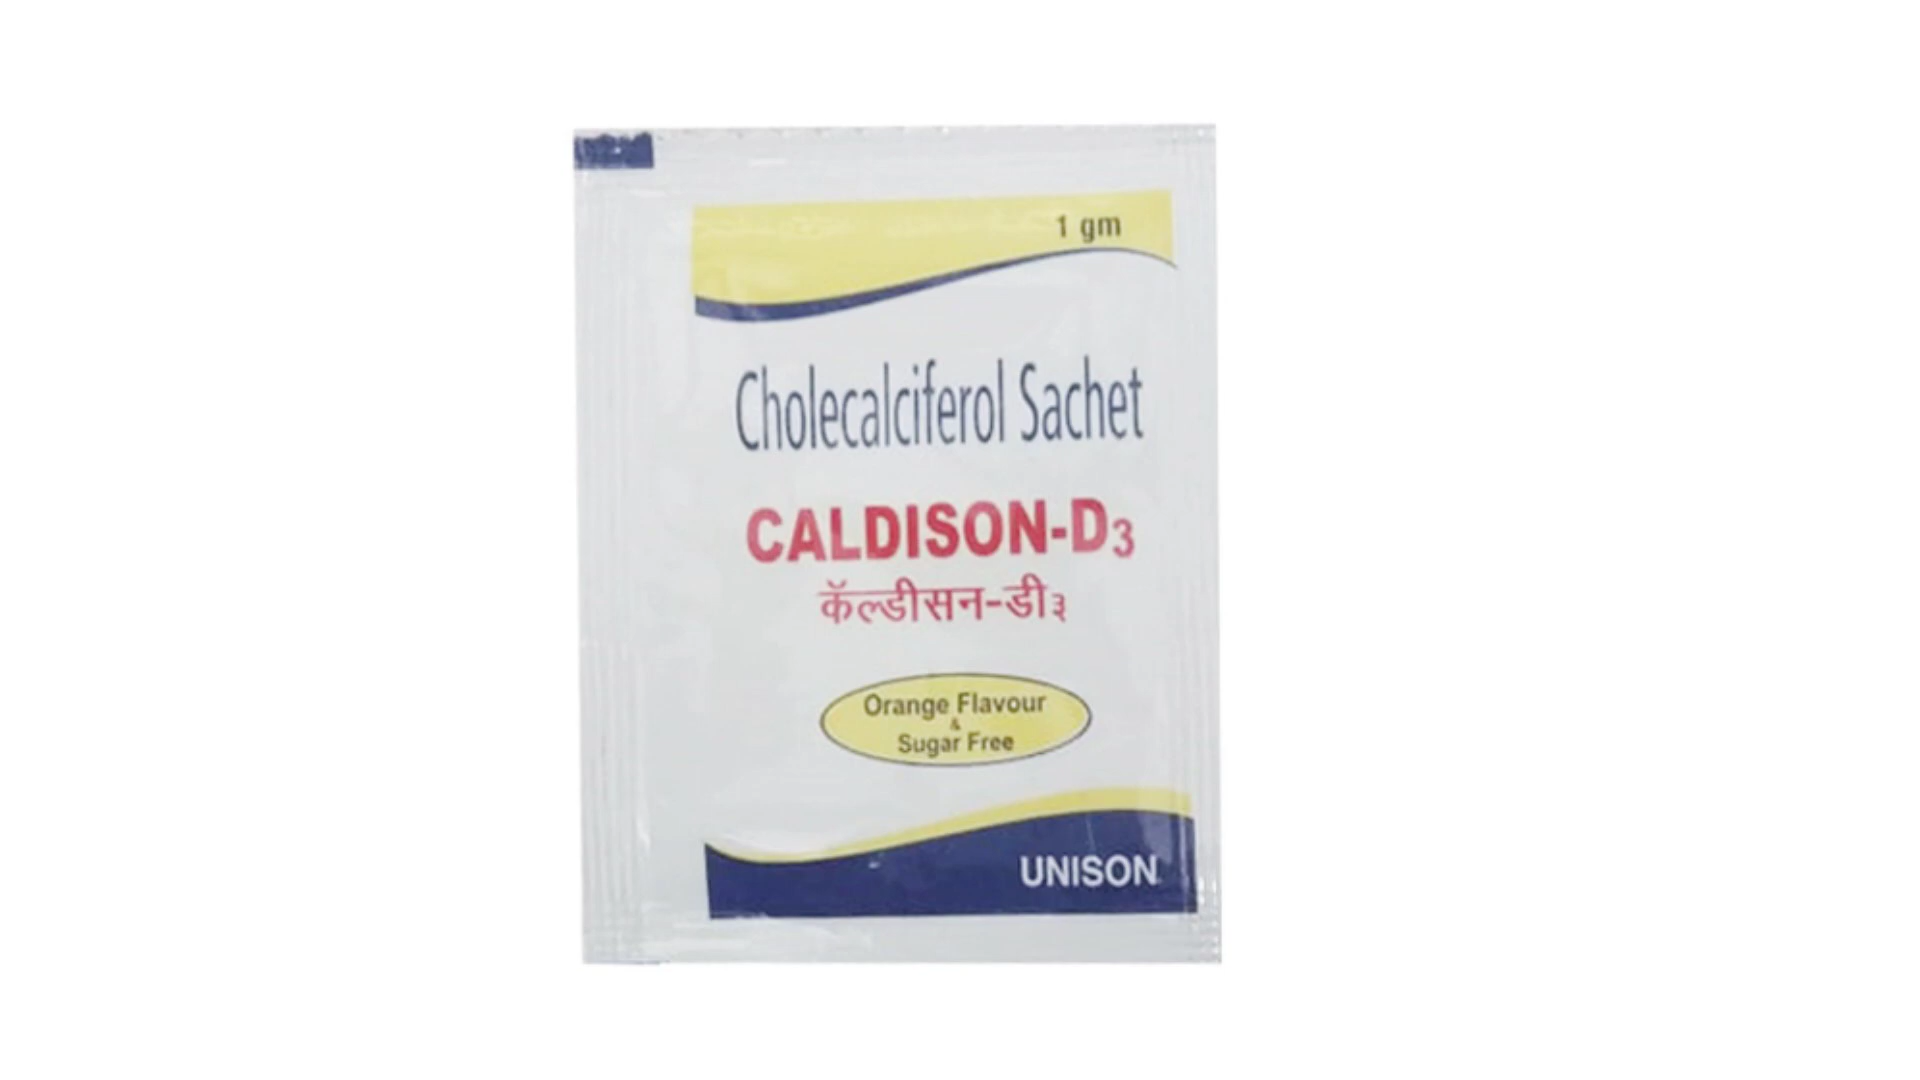 1 gm
Cholecalciferol Sachet
CALDISON-D3
कॅल्डीसन-डी३
Orange Flavour
&
Sugar Free
UNISON